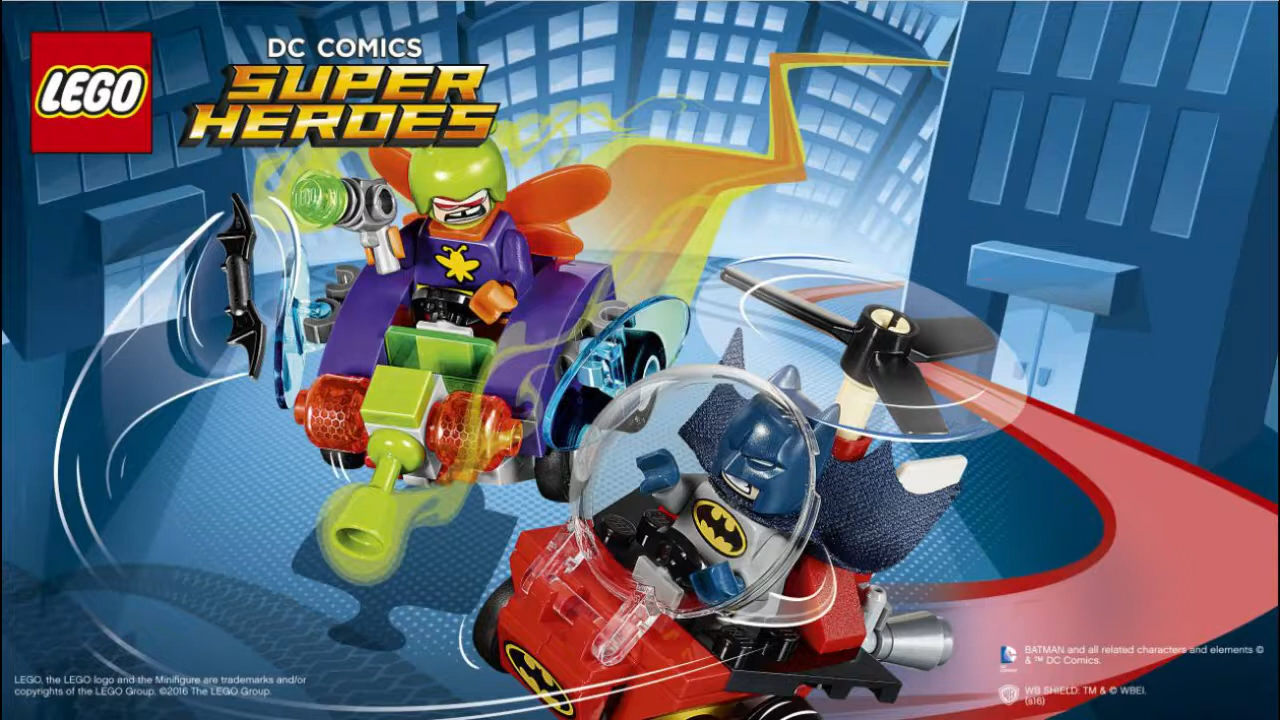 LEGO
DC COMICS
SUPER
HEROES
LEGO, the LEGO logo and the Minifigure are trademarks and/or
copyrights of the LEGO Group. ©2016 The LEGO Group.
BATMAN and all related characters and elements ©
& ™ DC Comics.
WB SHIELD: TM & © WBEI.
(s16)